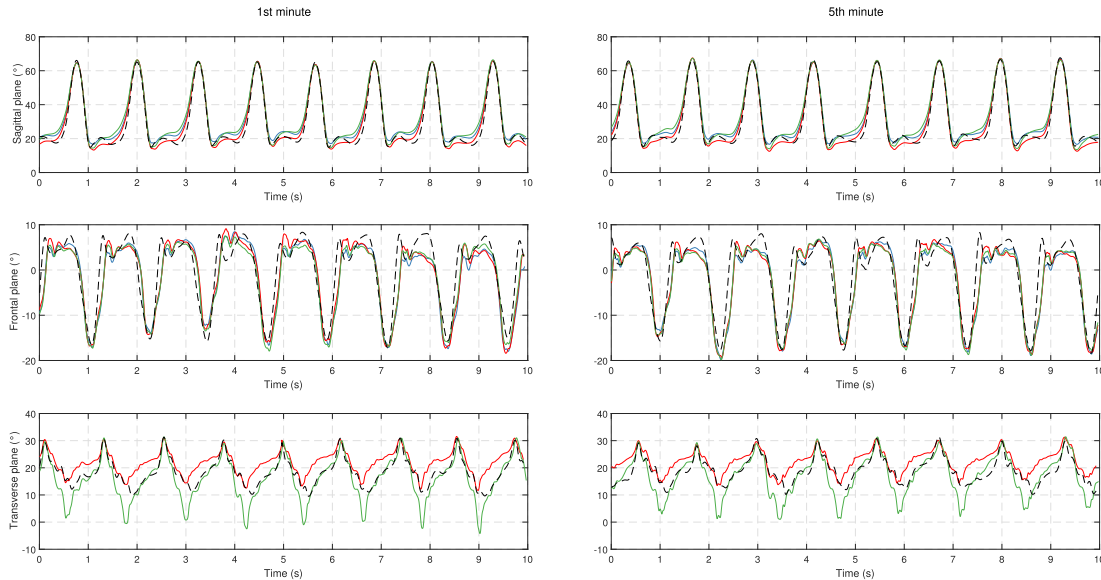 1st minute
5th minute
80
60
40
20
0
Sagittal plane (°)
0 1 2 3 4 5 6 7 8 9 10
Time (s)
80
60
40
20
0
0 1 2 3 4 5 6 7 8 9 10
Time (s)
10
0
-10
-20
Frontal plane (°)
0 1 2 3 4 5 6 7 8 9 10
Time (s)
10
0
-10
-20
0 1 2 3 4 5 6 7 8 9 10
Time (s)
40
30
20
10
0
-10
Transverse plane (°)
0 1 2 3 4 5 6 7 8 9 10
Time (s)
40
30
20
10
0
-10
0 1 2 3 4 5 6 7 8 9 10
Time (s)